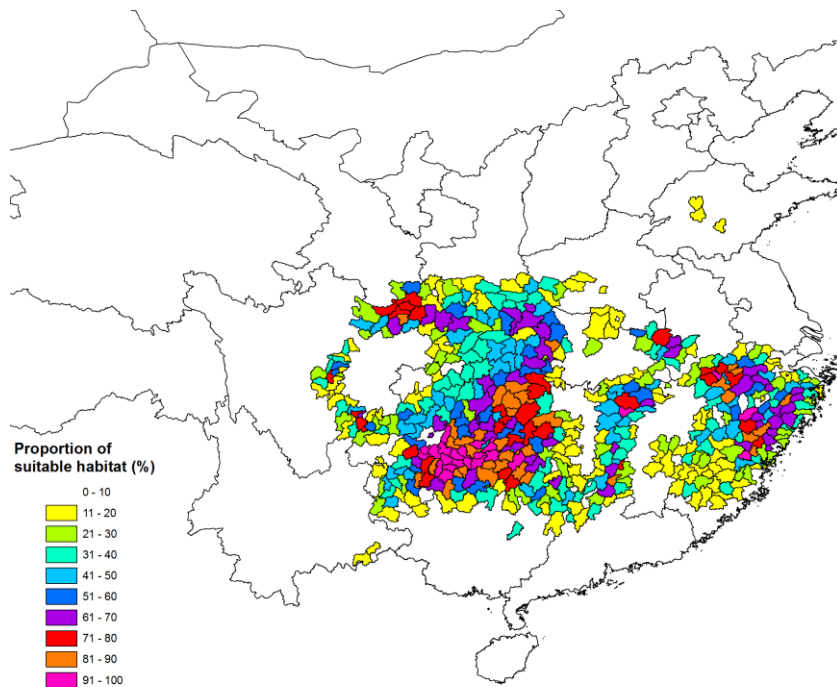 Proportion of
suitable habitat (%)
0 - 10
11 - 20
21 - 30
31 - 40
41 - 50
51 - 60
61 - 70
71 - 80
81 - 90
91 - 100